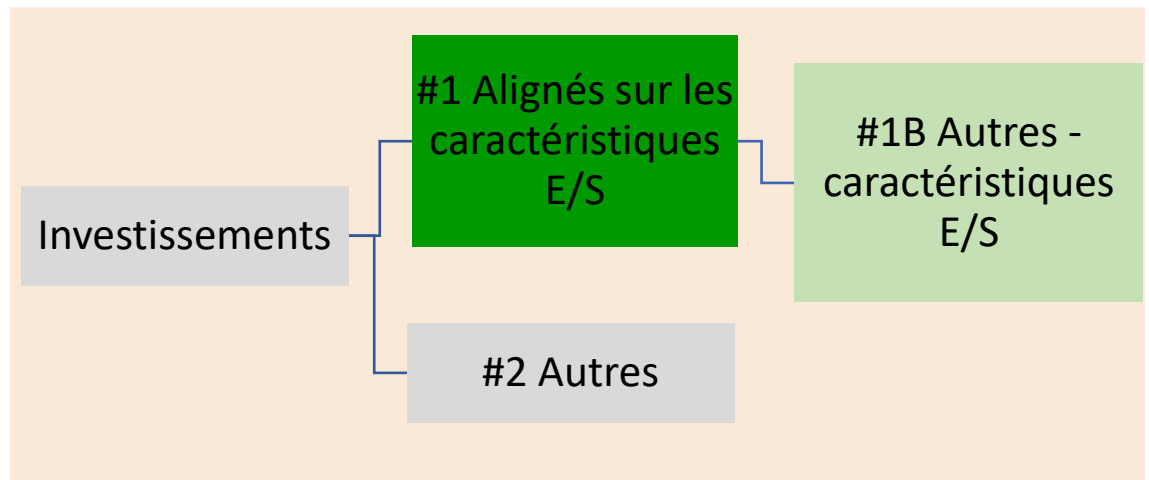 #1 Alignés sur les
caractéristiques
E/S
#1B Autres -
caractéristiques
E/S
Investissements
#2 Autres